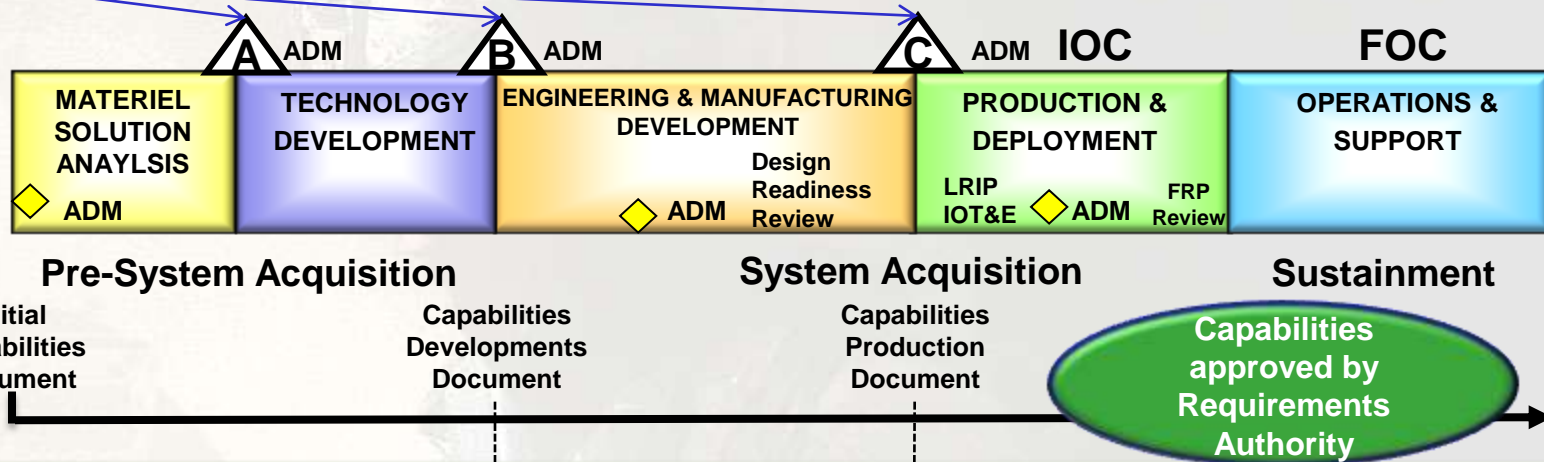 A ADM
B ADM
C ADM
IOC
FOC
MATERIEL
SOLUTION
ANAYLSIS
ADM
TECHNOLOGY
DEVELOPMENT
ENGINEERING & MANUFACTURING
DEVELOPMENT
Design
Readiness
Review
ADM
PRODUCTION &
DEPLOYMENT
LRIP
IOT&E
ADM
FRP
Review
OPERATIONS &
SUPPORT
Pre-System Acquisition
System Acquisition
Sustainment
itial
abilities
ument
Capabilities
Developments
Document
Capabilities
Production
Document
Capabilities
approved by
Requirements
Authority